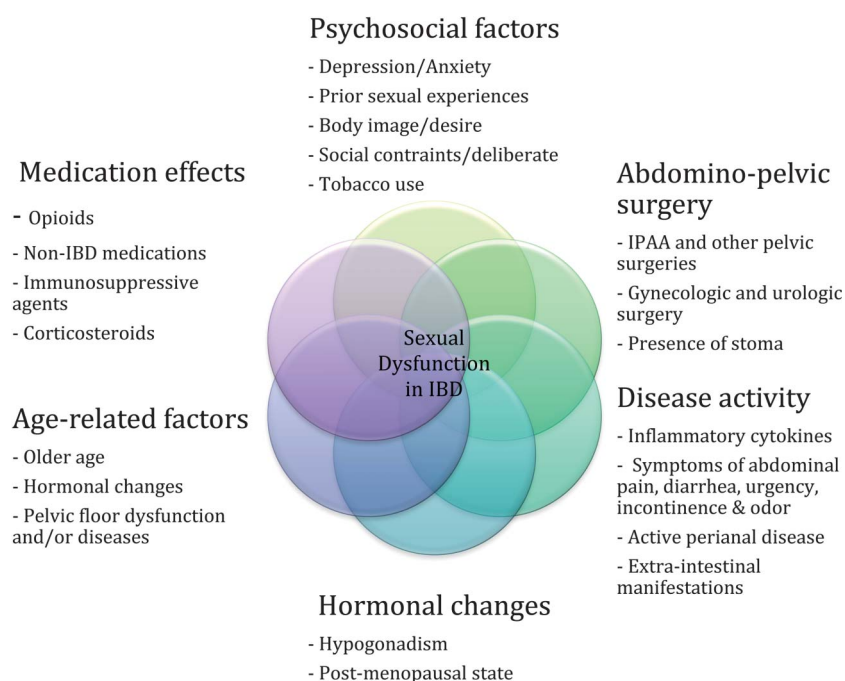 Psychosocial factors
- Depression/Anxiety
- Prior sexual experiences
- Body image/desire
- Social contraints/deliberate
- Tobacco use
Medication effects
- Opioids
- Non-IBD medications
- Immunosuppressive
agents
- Corticosteroids
Abdomino-pelvic
surgery
- IPAA and other pelvic
surgeries
- Gynecologic and urologic
surgery
- Presence of stoma
Sexual
Dysfunction
in IBD
Age-related factors
- Older age
- Hormonal changes
- Pelvic floor dysfunction
and/or diseases
Disease activity
- Inflammatory cytokines
- Symptoms of abdominal
pain, diarrhea, urgency,
incontinence & odor
- Active perianal disease
- Extra-intestinal
manifestations
Hormonal changes
- Hypogonadism
- Post-menopausal state